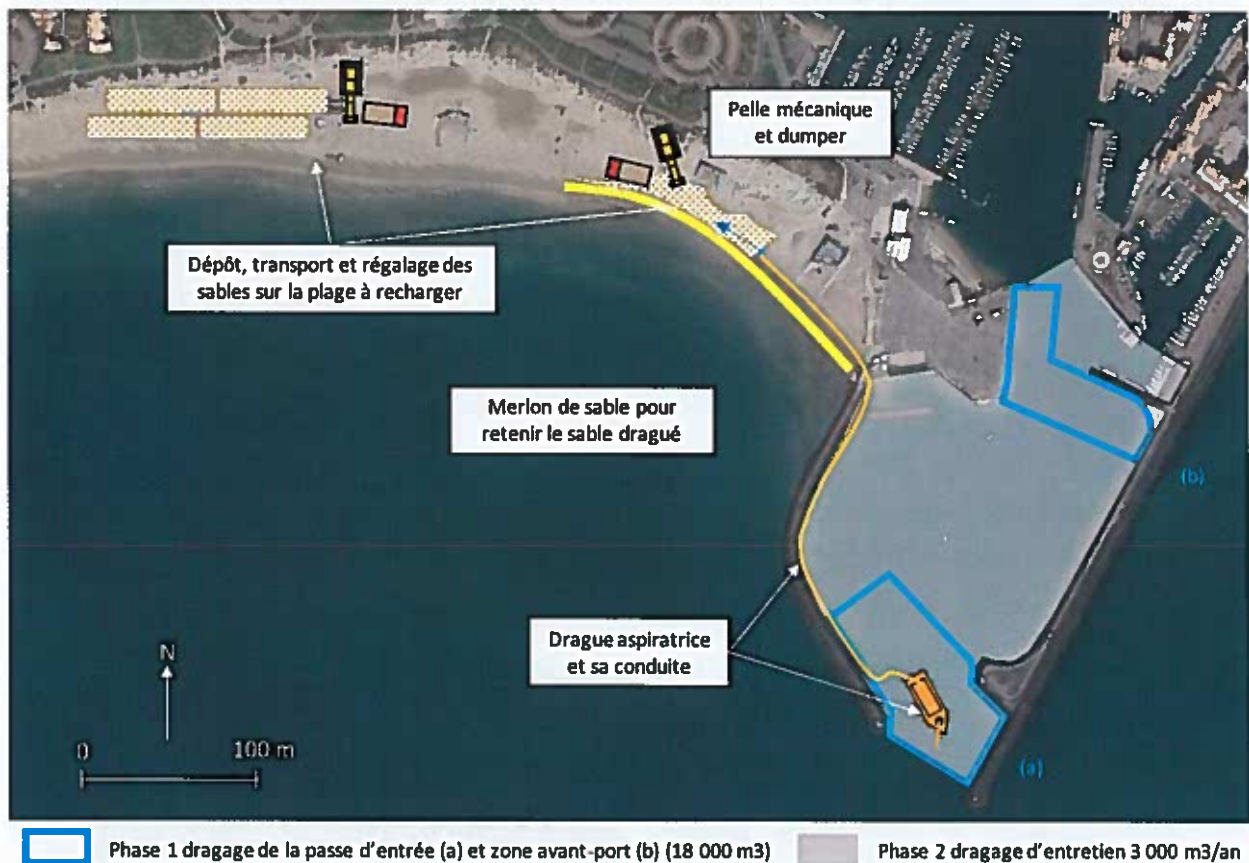 Pelle mécanique
et dumper
Dépôt, transport et régalage des
sables sur la plage à recharger
Merlon de sable pour
retenir le sable dragué
(b)
Drague aspiratrice
et sa conduite
N
0 100 m
(a)
Phase 1 dragage de la passe d'entrée (a) et zone avant-port (b) (18 000 m3)
Phase 2 dragage d'entretien 3 000 m3/an